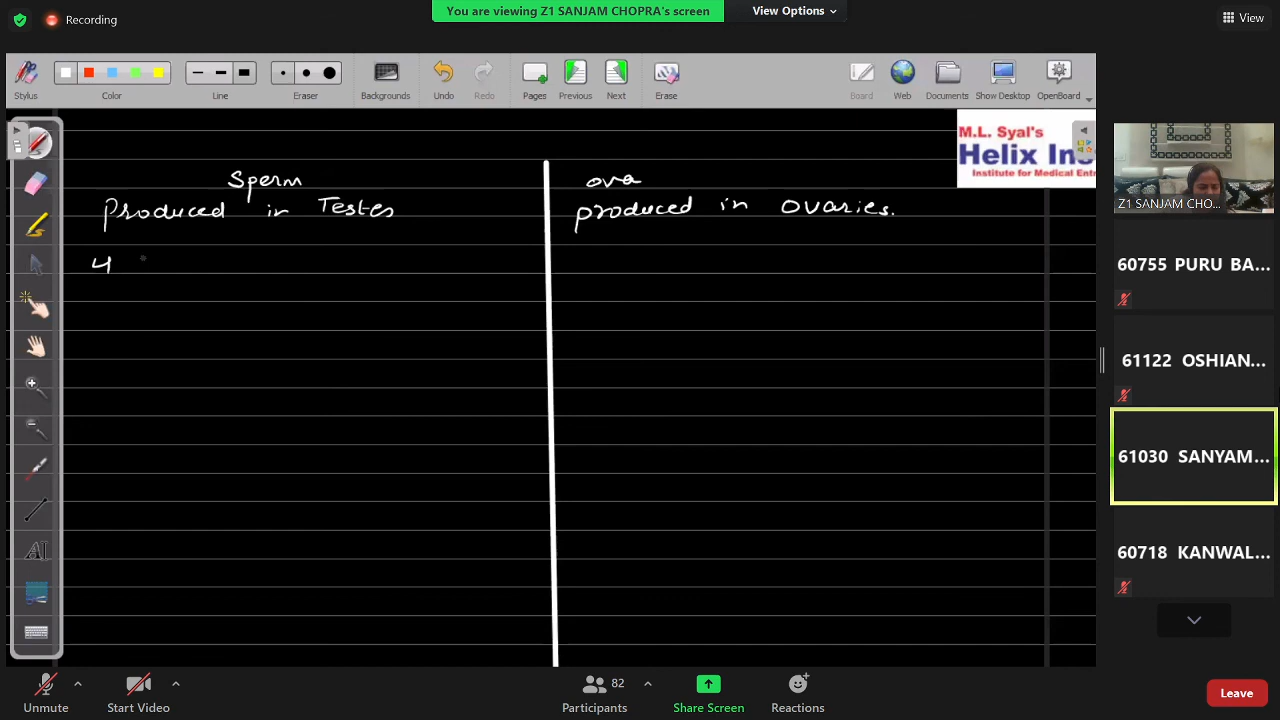 Recording
You are viewing Z1 SANJAM CHOPRA's screen
View Options
View
Stylus
Color
Line
Eraser
Backgrounds
Undo
Redo
Pages
Previous
Next
Erase
Board
Web
Documents
Show Desktop
OpenBoard
M.L. Syal's
Helix Ins
Institute for Medical Entr
Sperm
Produced in Testes
4
ova
produced in ovaries.
Z1 SANJAM CHO...
60755 PURU BA...
61122 OSHIAN...
61030 SANYAM...
60718 KANWAL...
Unmute
Start Video
82
Participants
Share Screen
Reactions
Leave